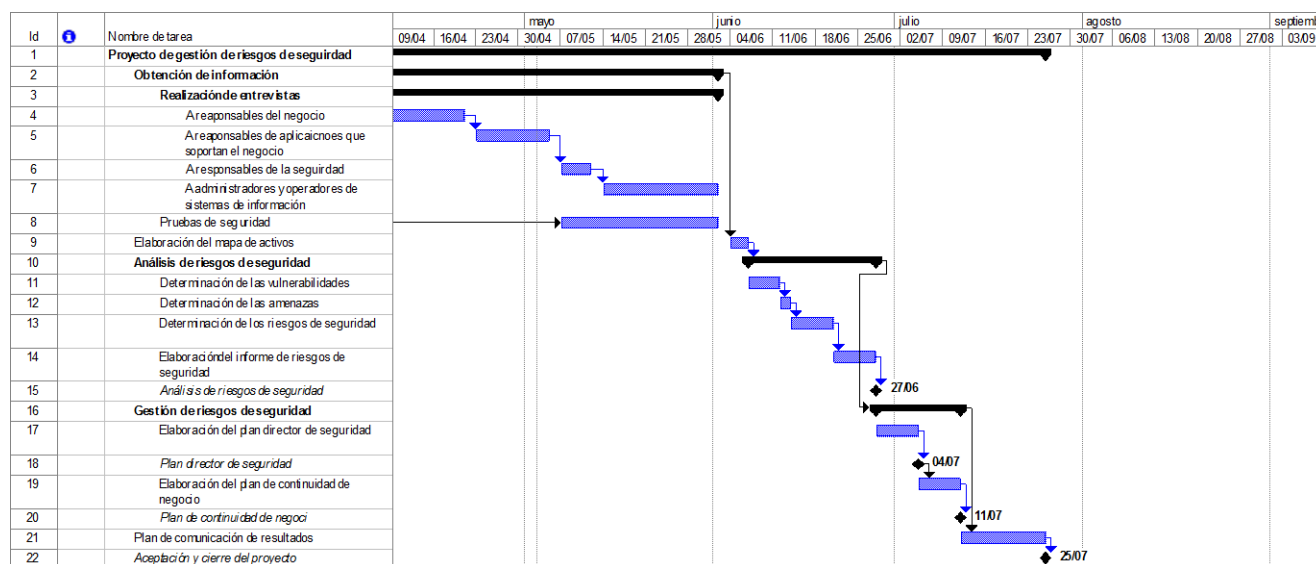 mayo junio julio agosto septiem
Id Nombre de tarea 09/04 16/04 23/04 30/04 07/05 14/05 21/05 28/05 04/06 11/06 18/06 25/06 02/07 09/07 16/07 23/07 30/07 06/08 13/08 20/08 27/08 03/09
1 Proyecto de gestión de riesgos de seguirdad
2 Obtención de información
3 Realización de entrevistas
4 A reaponsables del negocio
5 A reaponsables de aplicaicnoes que
soportan el negocio
6 A responsables de la seguirdad
7 A administradores y operadores de
sistemas de información
8 Pruebas de seguridad
9 Elaboración del mapa de activos
10 Análisis de riesgos de seguridad
11 Determinación de las vulnerabilidades
12 Determinación de las amenazas
13 Determinación de los riesgos de seguridad
14 Elaboración del informe de riesgos de
seguridad
15 Análisis de riesgos de seguridad 27/06
16 Gestión de riesgos de seguridad
17 Elaboración del plan director de seguridad
18 Plan director de seguridad 04/07
19 Elaboración del plan de continuidad de
negocio
20 Plan de continuidad de negoci 11/07
21 Plan de comunicación de resultados
22 Aceptación y cierre del proyecto 25/07